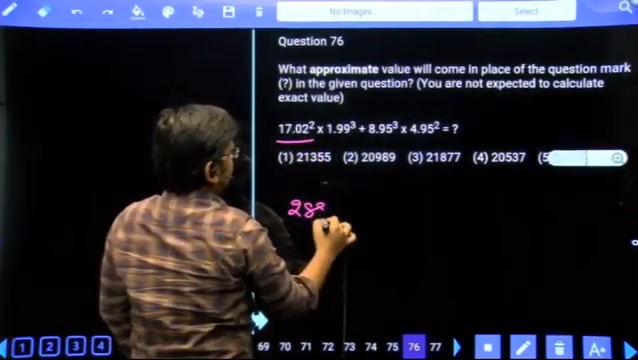 No Images
Select
Question 76
What approximate value will come in place of the question mark
(?) in the given question? (You are not expected to calculate
exact value)
17.02² x 1.99³ + 8.95³ x 4.95² = ?
(1) 21355 (2) 20989 (3) 21877 (4) 20537 (5
28
1 2 3 4
69 70 71 72 73 74 75 76 77
A+